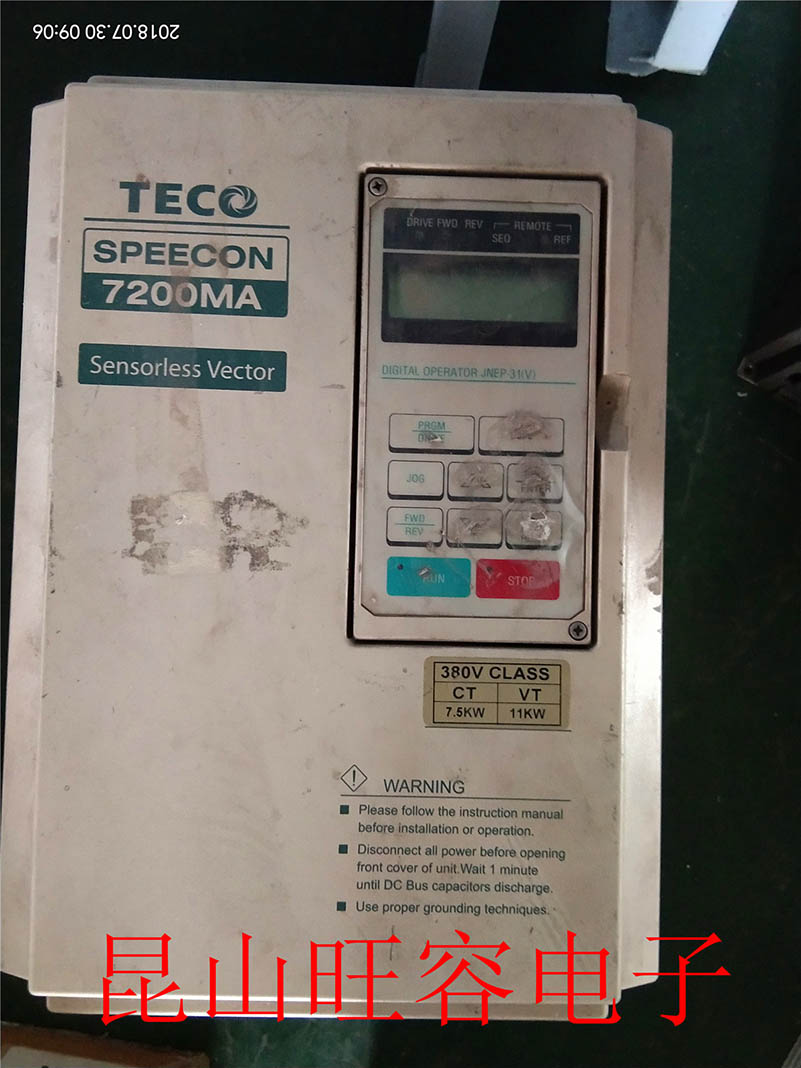 2018.07.30 09:06
TECO
SPEECON
7200MA
Sensorless Vector
DRIVE FWD REV REMOTE
SEQ REF
DIGITAL OPERATOR JNEP-31(V)
PRGM
JOG
ENTER
FWD
REV
RUN STOP
380V CLASS
CT VT
7.5KW 11KW
WARNING
Please follow the instruction manual
before installation or operation.
Disconnect all power before opening
front cover of unit.Wait 1 minute
until DC Bus capacitors discharge.
Use proper grounding techniques.
昆山旺容电子